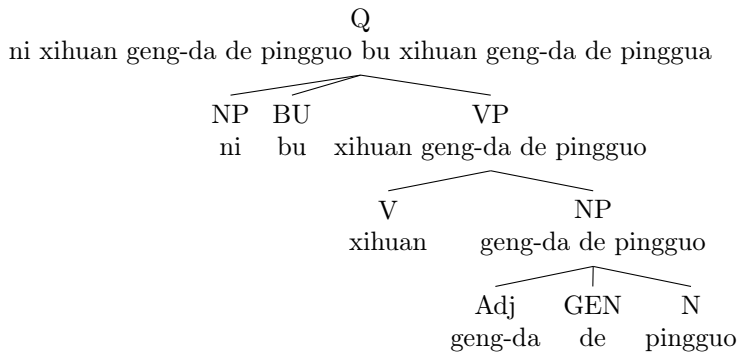 Q
ni xihuan geng-da de pingguo bu xihuan geng-da de pinggua
NP BU VP
ni bu xihuan geng-da de pingguo
V NP
xihuan geng-da de pingguo
Adj GEN N
geng-da de pingguo